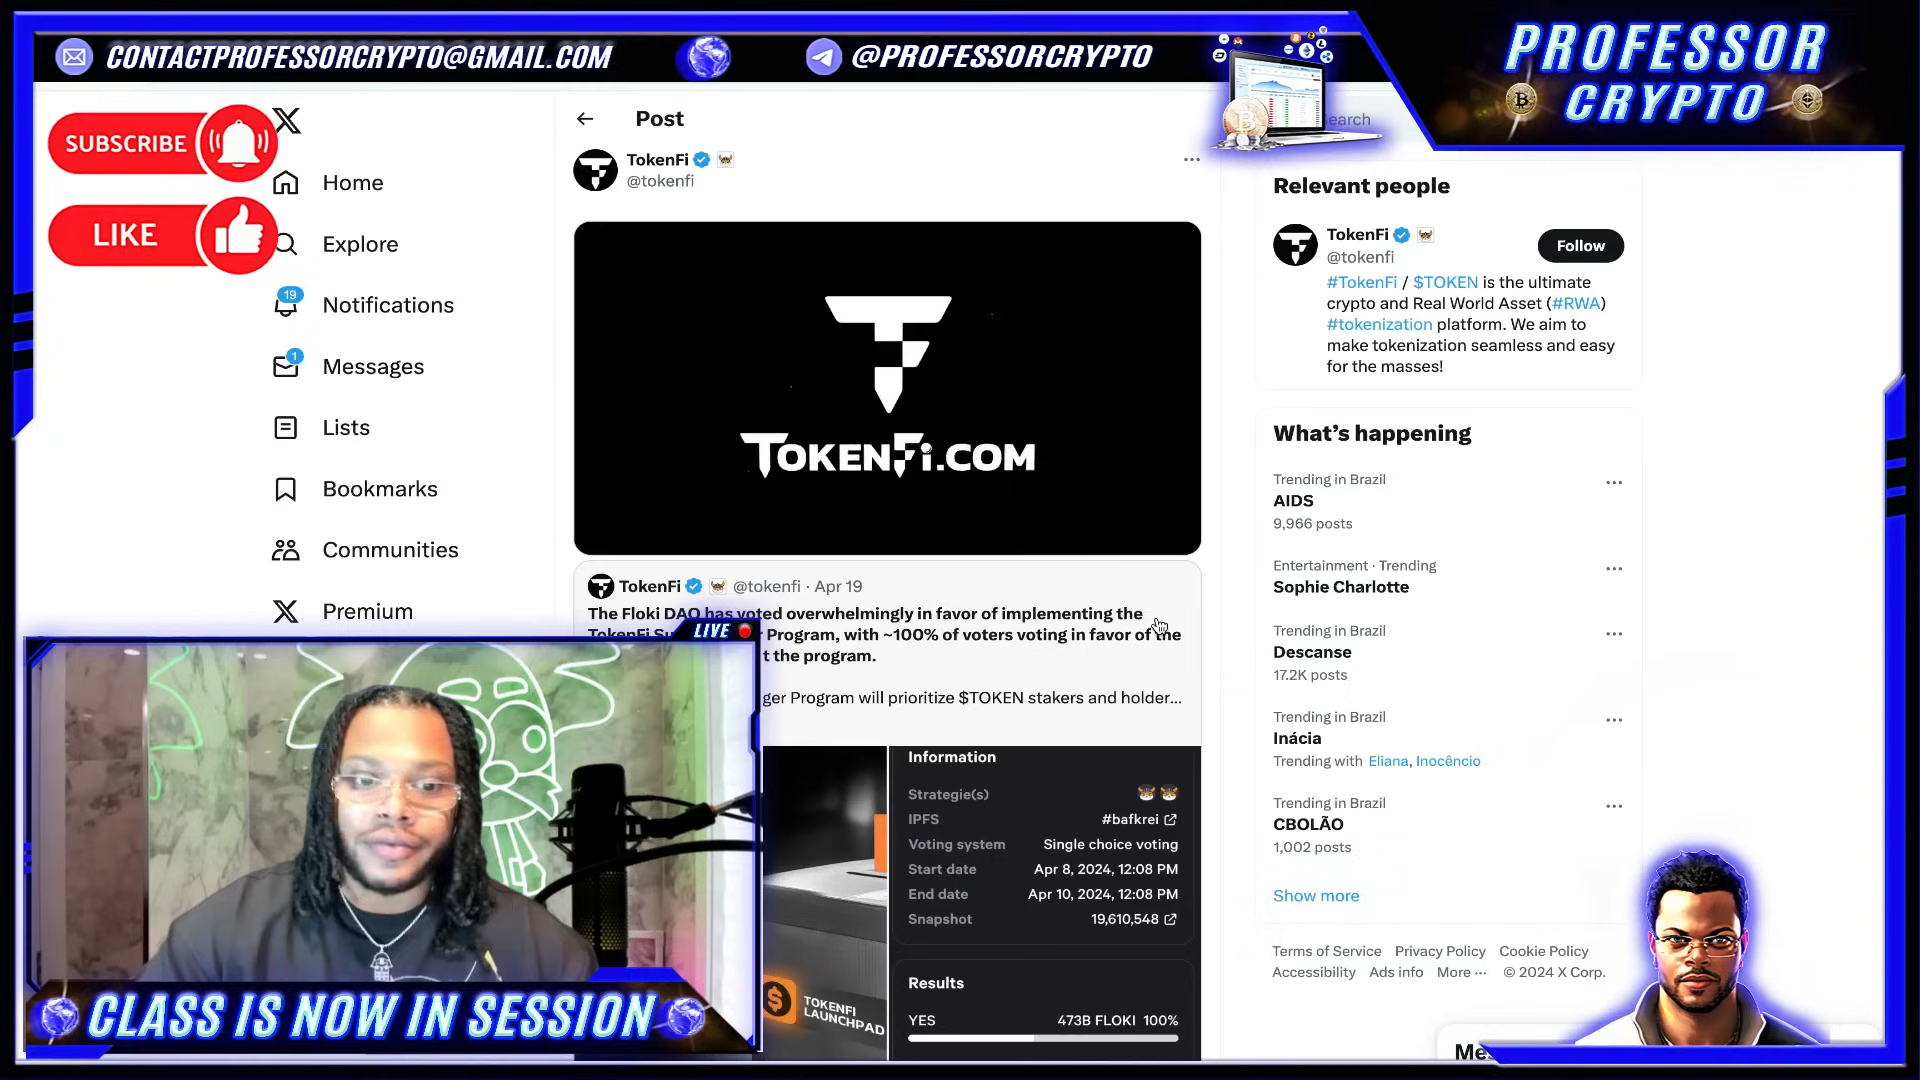 CONTACTPROFESSORCRYPTO@GMAIL.COM
@PROFESSORCRYPTO
PROFESSOR
CRYPTO
SUBSCRIBE
LIKE
Home
Explore
19
Notifications
1
Messages
Lists
Bookmarks
Communities
Premium
Post
TokenFi
@tokenfi
TOKENFI.COM
TokenFi @tokenfi · Apr 19
The Floki DAO has voted overwhelmingly in favor of implementing the
Program, with ~100% of voters voting in favor of the
the program.
Program will prioritize $TOKEN stakers and holder...
TOKENFI
LAUNCHPAD
Information
Strategie(s)
IPFS #bafkrei
Voting system Single choice voting
Start date Apr 8, 2024, 12:08 PM
End date Apr 10, 2024, 12:08 PM
Snapshot 19,610,548
Results
YES 473B FLOKI 100%
Relevant people
TokenFi
@tokenfi
Follow
#TokenFi / $TOKEN is the ultimate
crypto and Real World Asset (#RWA)
#tokenization platform. We aim to
make tokenization seamless and easy
for the masses!
What's happening
Trending in Brazil
AIDS
9,966 posts
Entertainment · Trending
Sophie Charlotte
Trending in Brazil
Descanse
17.2K posts
Trending in Brazil
Inácia
Trending with Eliana, Inocêncio
Trending in Brazil
CBOLÃO
1,002 posts
Show more
Terms of Service Privacy Policy Cookie Policy
Accessibility Ads info More ··· © 2024 X Corp.
LIVE
CLASS IS NOW IN SESSION